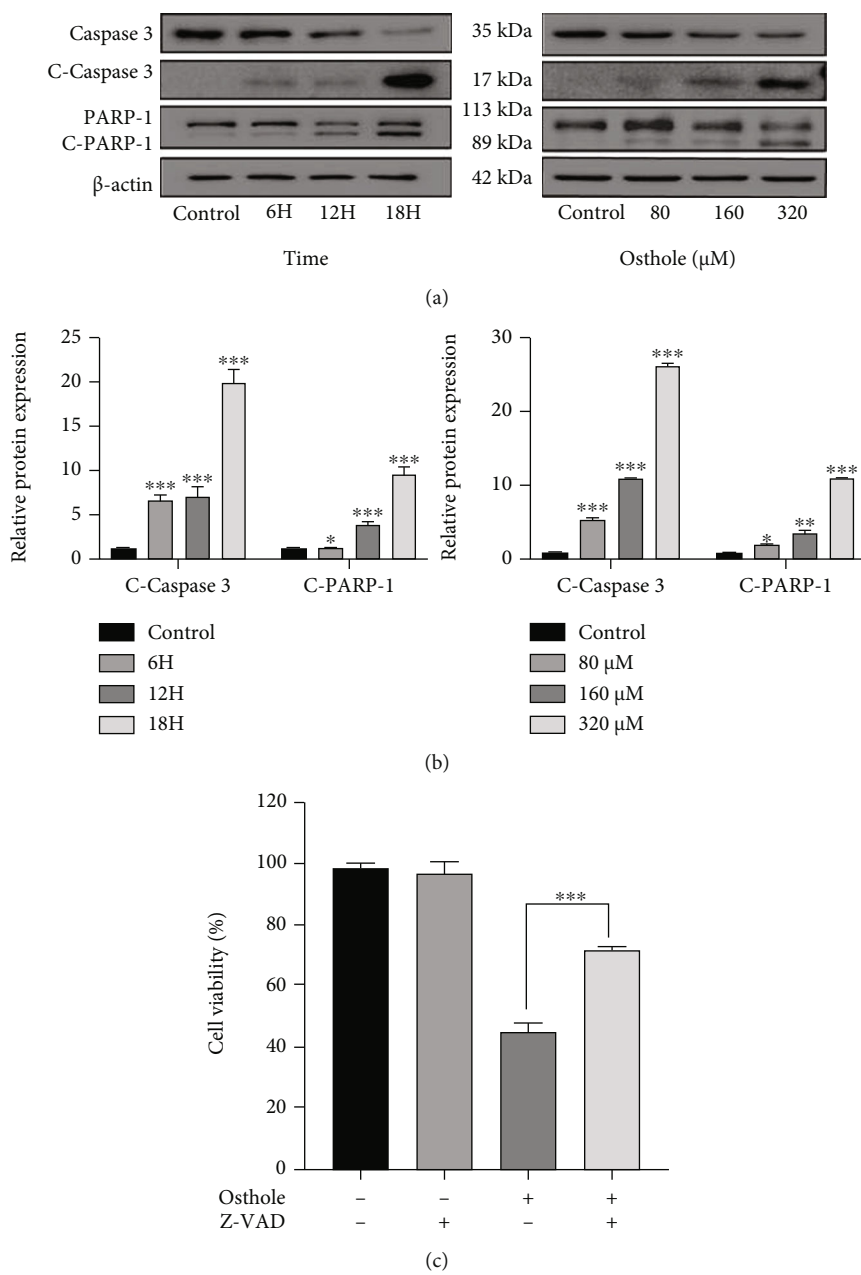 Caspase 3
35 kDa
C-Caspase 3
17 kDa
PARP-1
113 kDa
C-PARP-1
89 kDa
β-actin
42 kDa
Control 6H 12H 18H
Control 80 160 320
Time
Osthole (μM)
(a)
Relative protein expression
25
20
15
10
5
0
*** *** *** * *** ***
C-Caspase 3 C-PARP-1
Control
6H
12H
18H
Relative protein expression
30
20
10
0
*** *** *** * ** ***
C-Caspase 3 C-PARP-1
Control
80 μM
160 μM
320 μM
(b)
Cell viability (%)
120
100
80
60
40
20
0
***
Osthole – – + +
Z-VAD – + – +
(c)